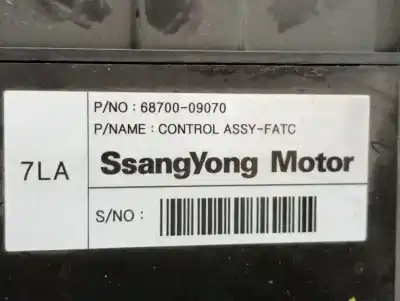 P/NO : 68700-09070
P/NAME : CONTROL ASSY-FATC
7LA
SsangYong Motor
S/NO :